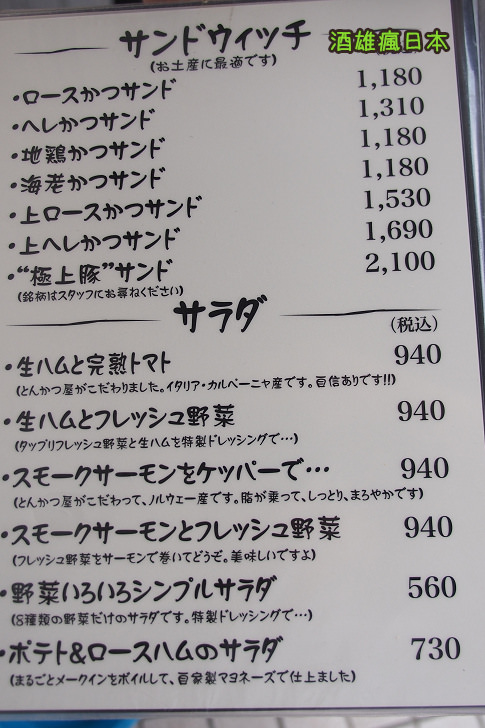 サンドウィッチ
酒雄瘋日本
(お土産に最適です)
・ロースかつサンド 1,180
・ヘレかつサンド 1,310
・地鶏かつサンド 1,180
・海老かつサンド 1,180
・上ロースかつサンド 1,530
・上ヘレかつサンド 1,690
・“極上豚”サンド 2,100
(銘柄はスタッフにお尋ねください)
サラダ
(税込)
・生ハムと完熟トマト 940
(とんかつ屋がこだわりました。イタリア・カルペーニャ産です。自信ありです!!)
・生ハムとフレッシュ野菜 940
(タップリフレッシュ野菜と生ハムを特製ドレッシングで…)
・スモークサーモンをケッパーで… 940
(とんかつ屋がこだわって、ノルウェー産です。脂が乗って、しっとり、まろやかです)
・スモークサーモンとフレッシュ野菜 940
(フレッシュ野菜をサーモンで巻いてどうぞ。美味しいですよ)
・野菜いろいろシンプルサラダ 560
(8種類の野菜だけのサラダです。特製ドレッシングで…)
・ポテト&ロースハムのサラダ 730
(まるごとメークインをボイルして、自家製マヨネーズで仕上ました)